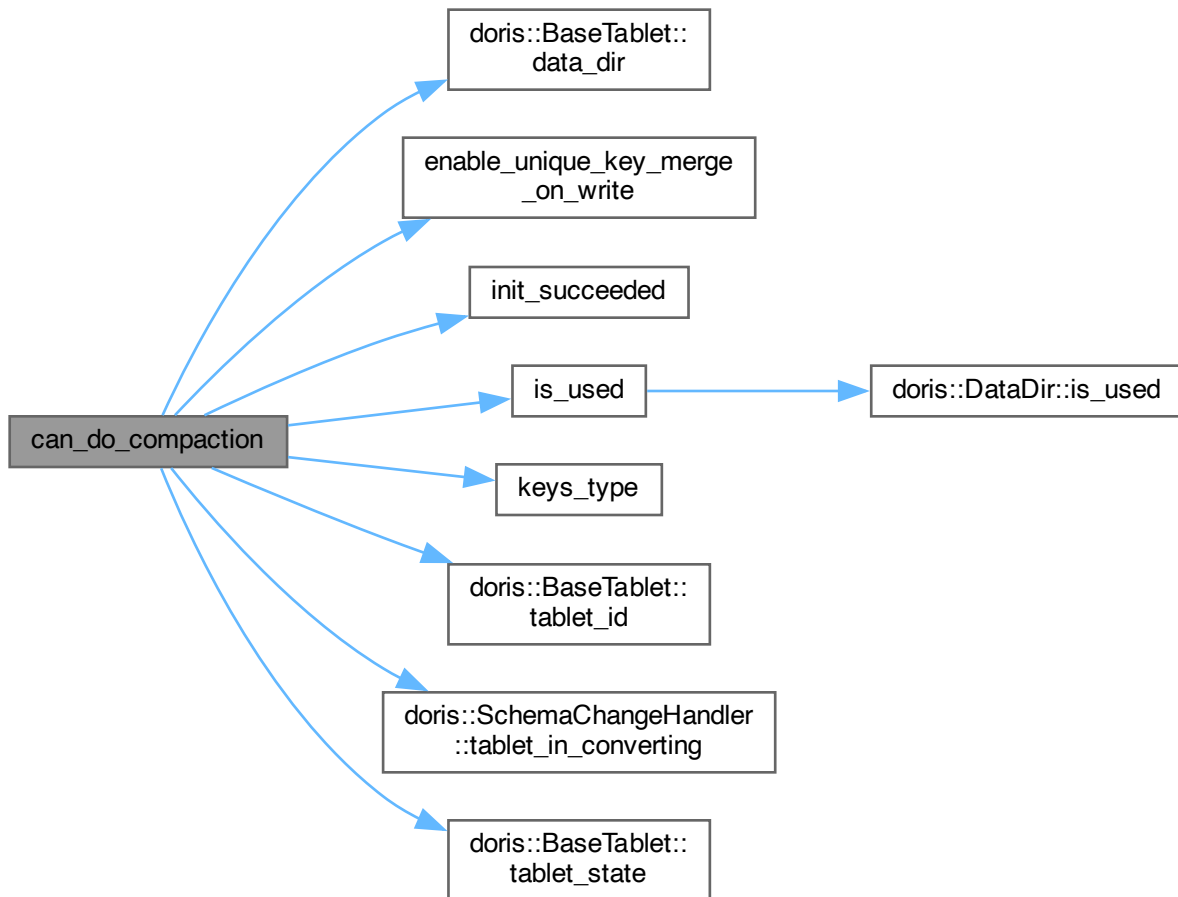 doris::BaseTablet::
data_dir
enable_unique_key_merge
_on_write
init_succeeded
is_used
doris::DataDir::is_used
can_do_compaction
keys_type
doris::BaseTablet::
tablet_id
doris::SchemaChangeHandler
::tablet_in_converting
doris::BaseTablet::
tablet_state